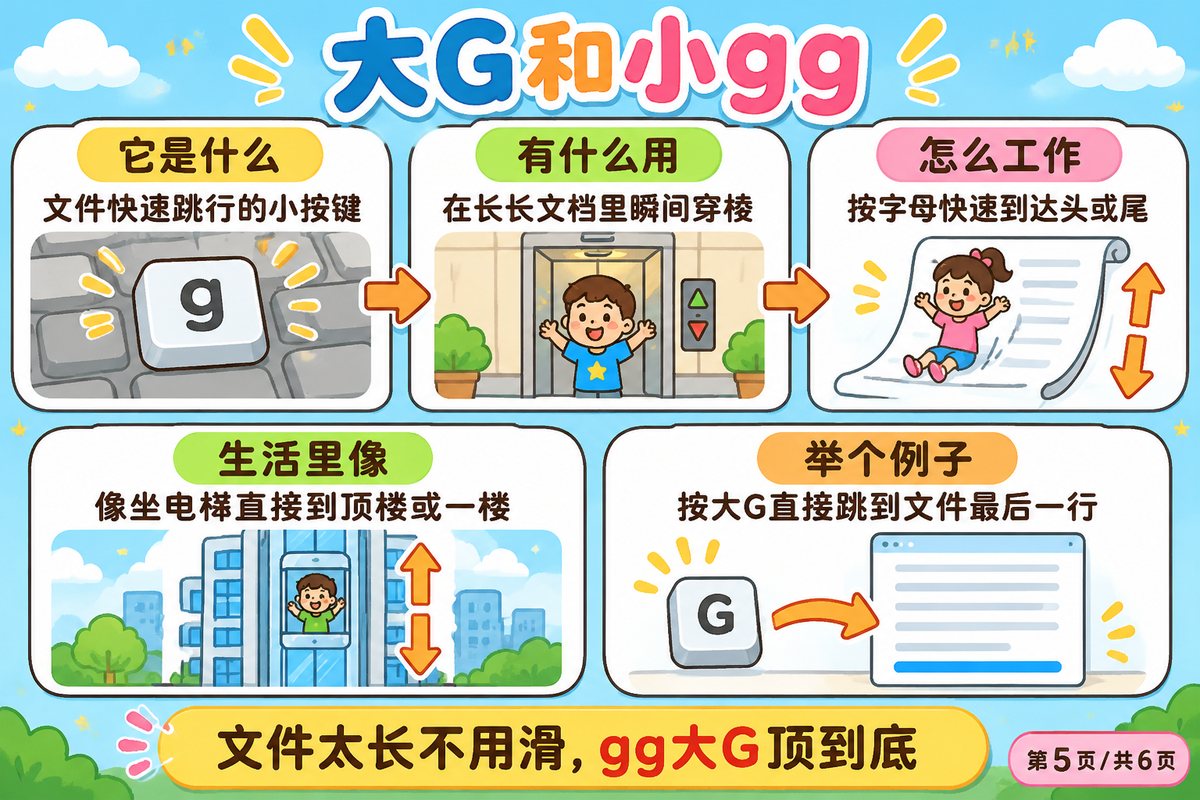 大G和小gg
它是什么
文件快速跳行的小按键
g
有什么用
在长长文档里瞬间穿棱
怎么工作
按字母快速到达头或尾
生活里像
像坐电梯直接到顶楼或一楼
举个例子
按大G直接跳到文件最后一行
G
文件太长不用滑，gg大G顶到底
第5页/共6页